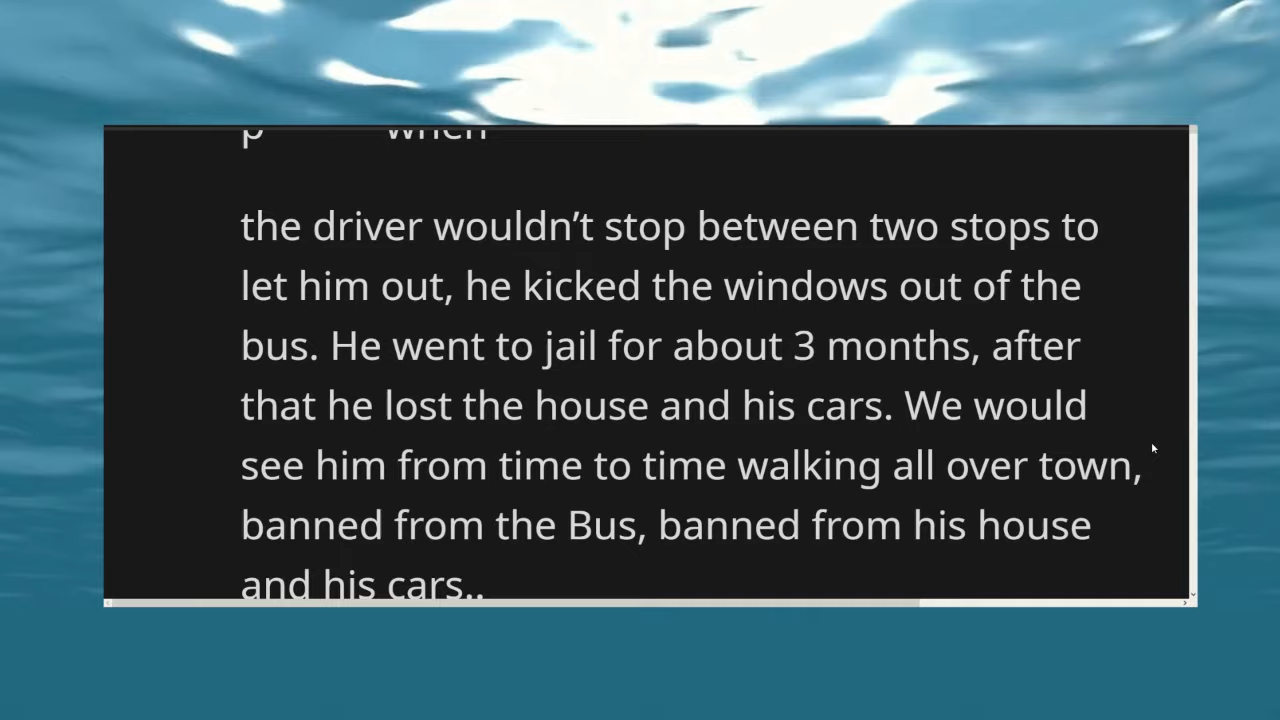 when
the driver wouldn’t stop between two stops to
let him out, he kicked the windows out of the
bus. He went to jail for about 3 months, after
that he lost the house and his cars. We would
see him from time to time walking all over town,
banned from the Bus, banned from his house
and his cars..